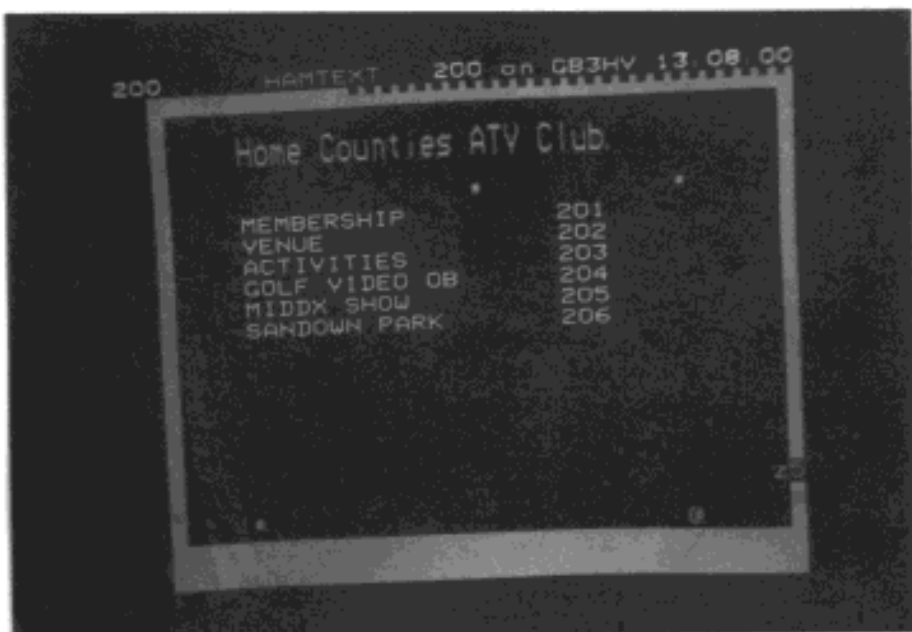 200 HAMTEXT 200 on GB3HV 13.08.00
Home Counties ATV Club.
MEMBERSHIP 201
VENUE 202
ACTIVITIES 203
GOLF VIDEO OB 204
MIDDX SHOW 205
SANDOWN PARK 206